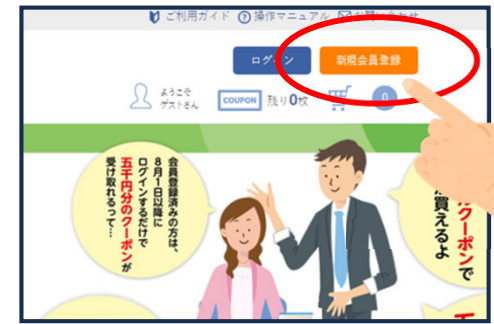 ご利用ガイド
操作マニュアル
ログイン
新規会員登録
ようこそ
ゲストさん
COUPON
残り0枚
0
会員登録済みの方は、
8月1日以降に
ログインするだけで
五千円分のクーポンが
受け取れるって…
クーポンで
買えるよ